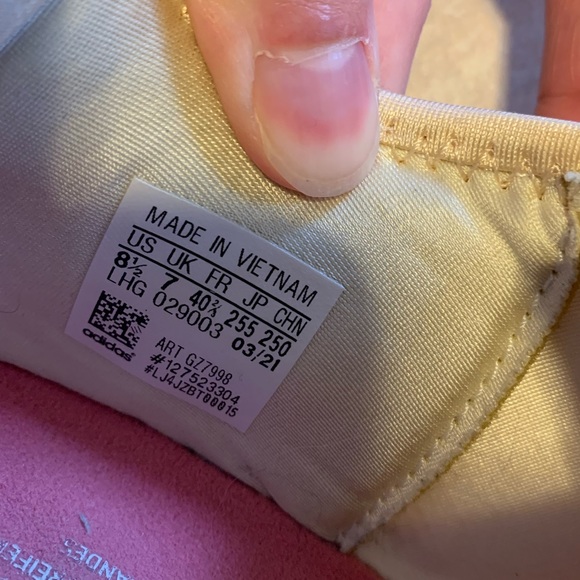 MADE IN VIETNAM
US UK FR JP CHN
8½ 7 40⅔ 255 250
LHG 029003 03/21
adidas
ART GZ7998
#127523304
#LJ4JZBT00015